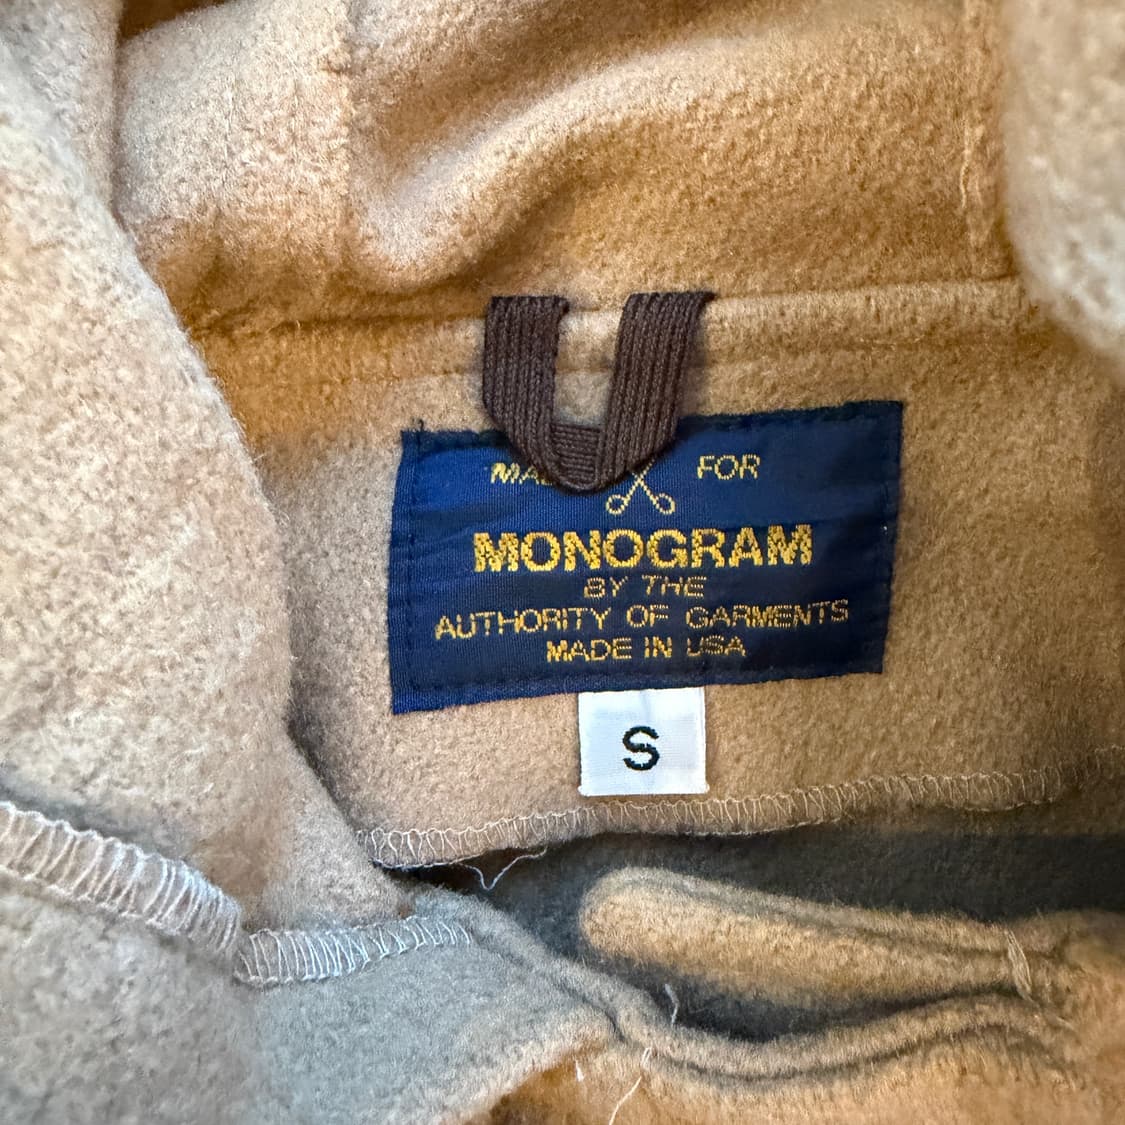 FOR
MONOGRAM
BY THE
AUTHORITY OF GARMENTS
MADE IN USA
S